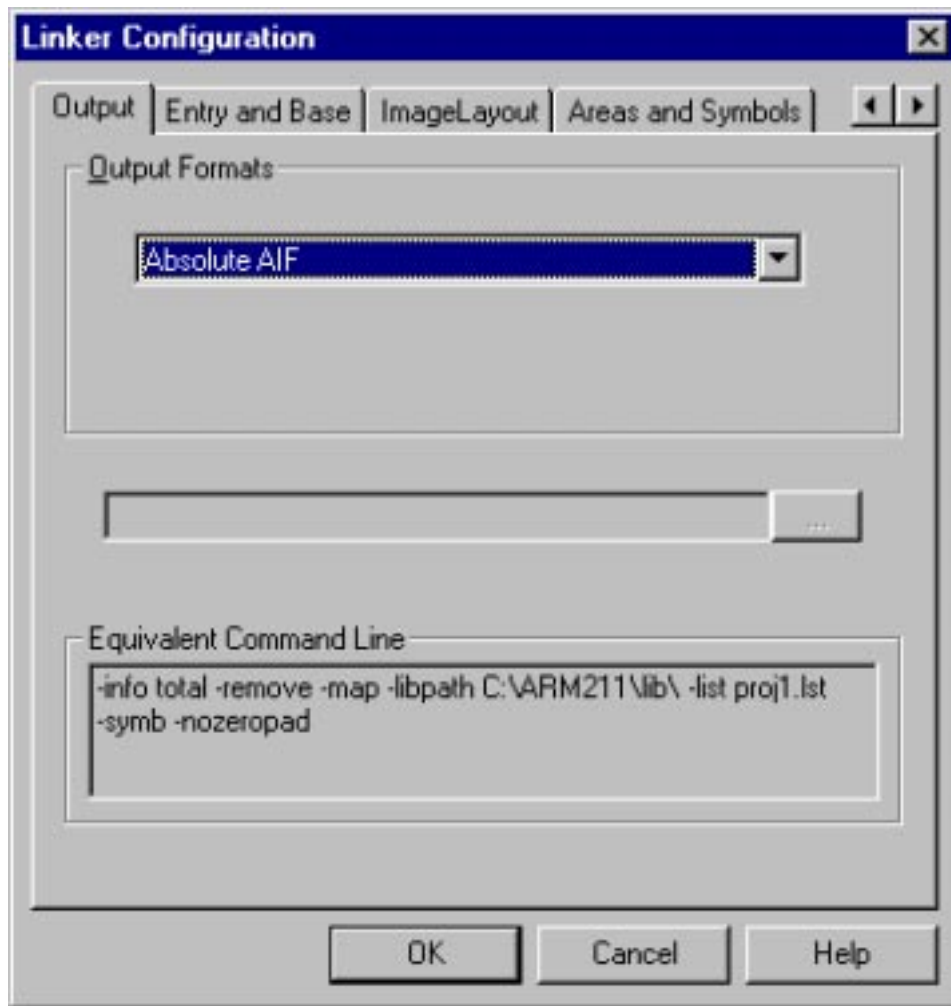 Linker Configuration
Output
Entry and Base
ImageLayout
Areas and Symbols
Output Formats
Absolute AIF
...
Equivalent Command Line
-info total -remove -map -libpath C:\ARM211\lib\ -list proj1.lst
-symb -nozeropad
OK
Cancel
Help